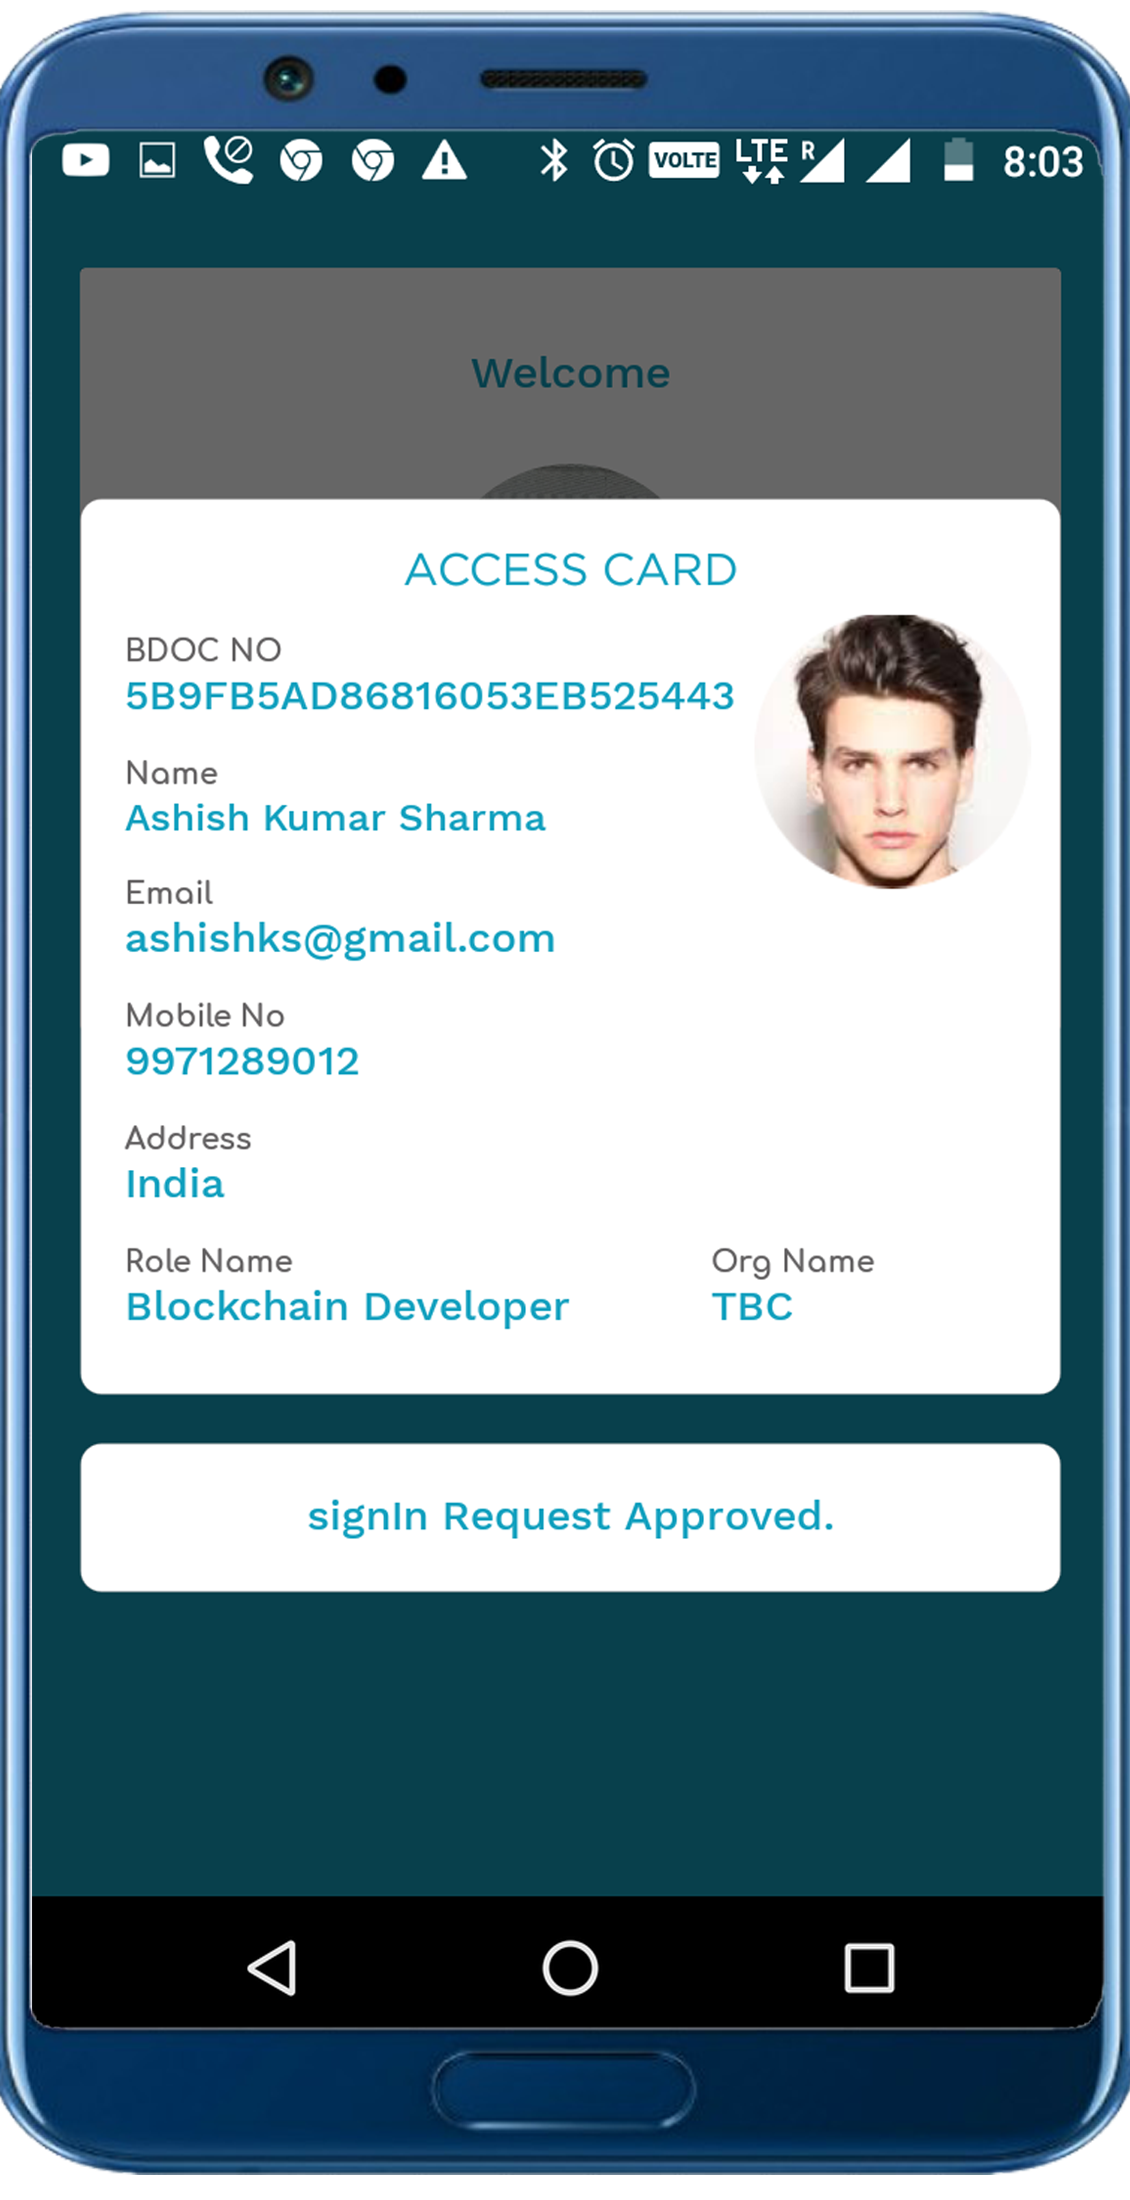 VOLTE LTE R 8:03
Welcome
ACCESS CARD
BDOC NO
5B9FB5AD86816053EB525443
Name
Ashish Kumar Sharma
Email
ashishks@gmail.com
Mobile No
9971289012
Address
India
Role Name
Blockchain Developer
Org Name
TBC
signIn Request Approved.